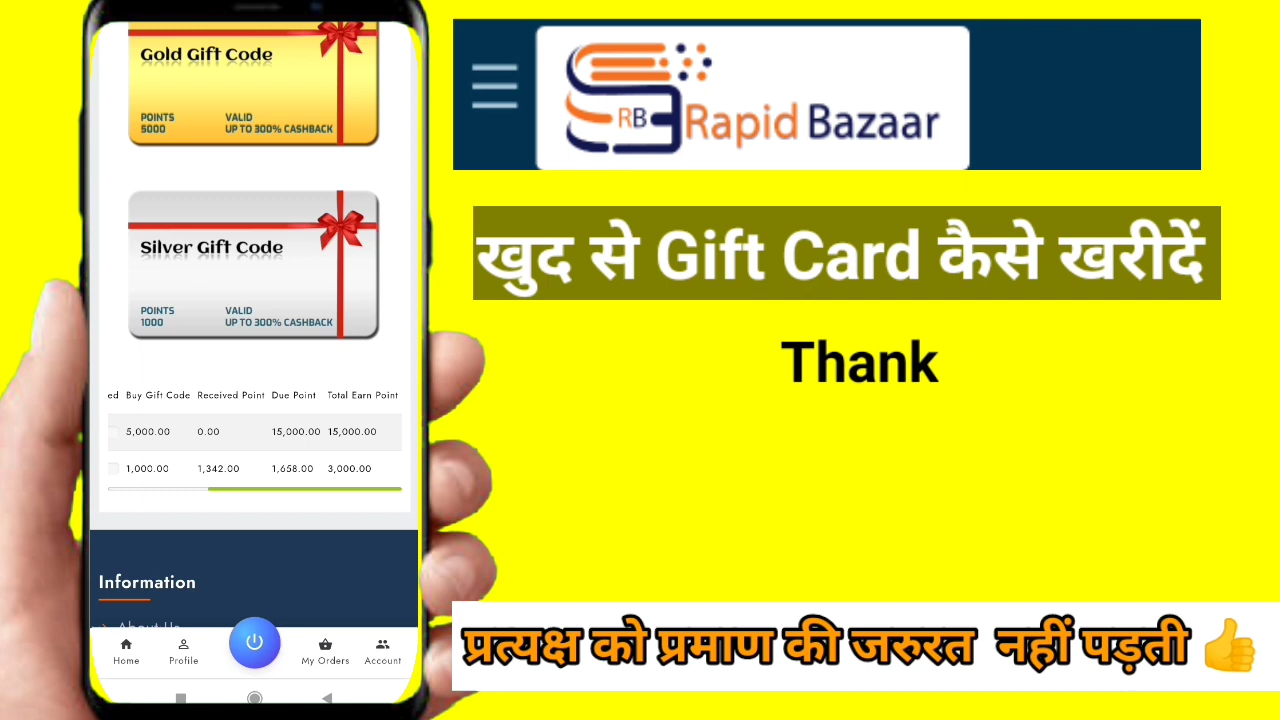 Gold Gift Code
POINTS VALID
5000 UP TO 300% CASHBACK
Silver Gift Code
POINTS VALID
1000 UP TO 300% CASHBACK
ed Buy Gift Code Received Point Due Point Total Earn Point
5,000.00 0.00 15,000.00 15,000.00
1,000.00 1,342.00 1,658.00 3,000.00
Information
About Us
Home Profile My Orders Account
RB Rapid Bazaar
खुद से Gift Card कैसे खरीदें
Thank
प्रत्यक्ष को प्रमाण की जरुरत नहीं पड़ती 👍